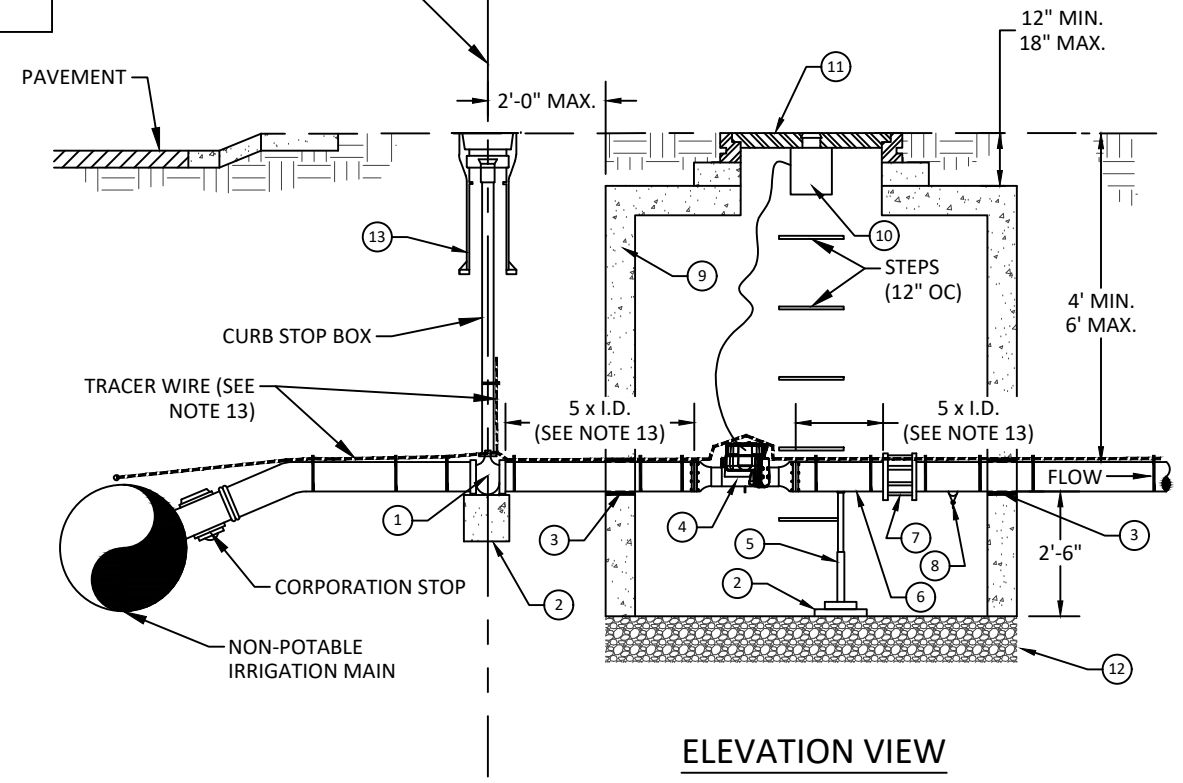 12" MIN.
18" MAX.
PAVEMENT
11
2'-0" MAX.
13
10
9
STEPS
(12" OC)
4' MIN.
6' MAX.
CURB STOP BOX
TRACER WIRE (SEE
NOTE 13)
5 x I.D.
(SEE NOTE 13)
5 x I.D.
(SEE NOTE 13)
FLOW
1
3
4
5
7
8
3
2'-6"
CORPORATION STOP
2
2
6
NON-POTABLE
IRRIGATION MAIN
12
ELEVATION VIEW